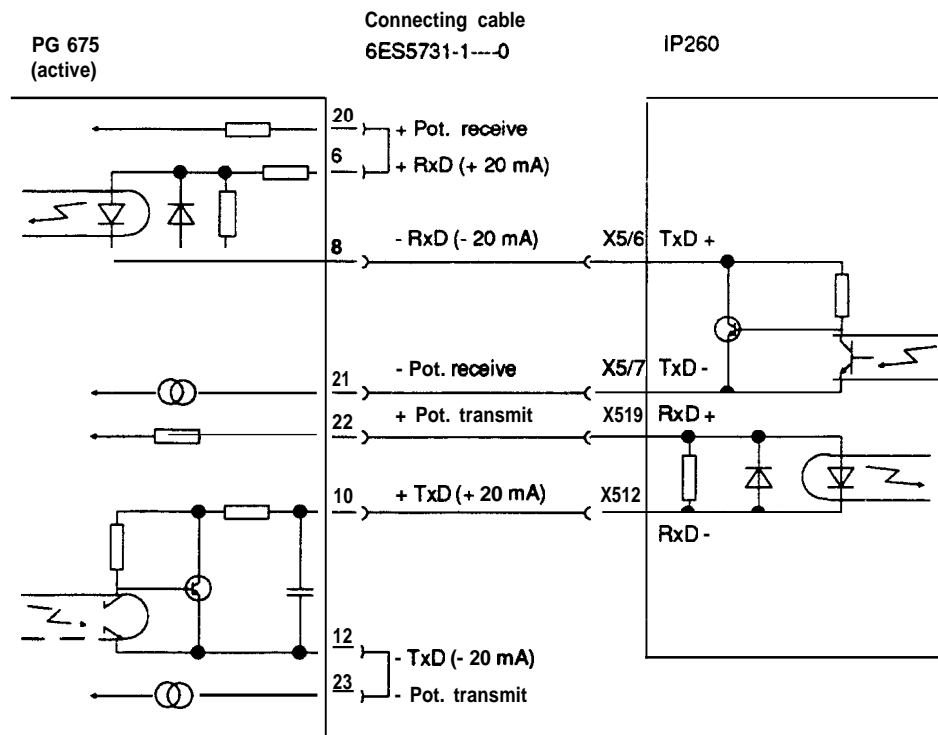 Connecting cable
PG 675
(active)
6ES5731-1----0
IP260
20
+ Pot. receive
6
+ RxD (+ 20 mA)
8
- RxD (- 20 mA)
X5/6
TxD +
21
- Pot. receive
X5/7
TxD -
22
+ Pot. transmit
X519
RxD +
10
+ TxD (+ 20 mA)
X512
RxD -
12
- TxD (- 20 mA)
23
- Pot. transmit